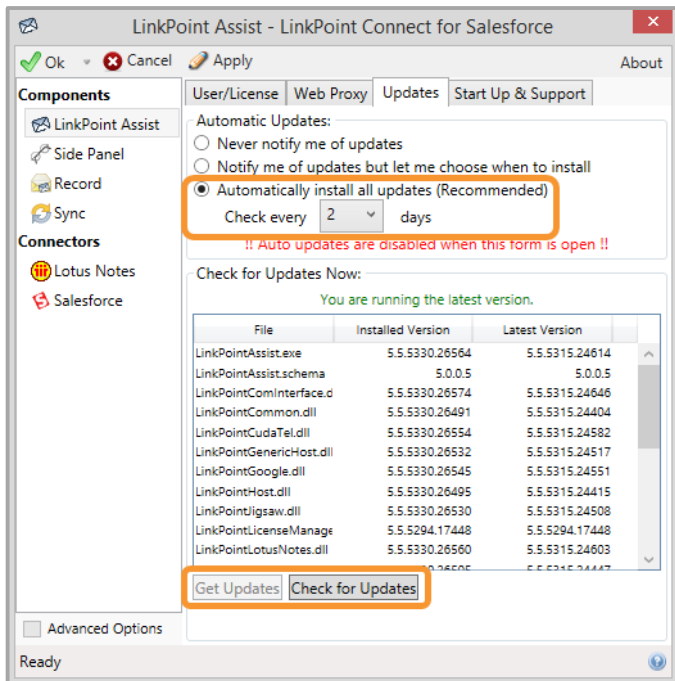 LinkPoint Assist - LinkPoint Connect for Salesforce
Ok Cancel Apply About
Components
LinkPoint Assist
Side Panel
Record
Sync
Connectors
Lotus Notes
Salesforce
Advanced Options
User/License Web Proxy Updates Start Up & Support
Automatic Updates:
Never notify me of updates
Notify me of updates but let me choose when to install
Automatically install all updates (Recommended)
Check every 2 days
!! Auto updates are disabled when this form is open !!
Check for Updates Now:
You are running the latest version.
File Installed Version Latest Version
LinkPointAssist.exe 5.5.5330.26564 5.5.5315.24614
LinkPointAssist.schema 5.0.0.5 5.0.0.5
LinkPointComInterface.d 5.5.5330.26574 5.5.5315.24646
LinkPointCommon.dll 5.5.5330.26491 5.5.5315.24404
LinkPointCudaTel.dll 5.5.5330.26554 5.5.5315.24582
LinkPointGenericHost.dll 5.5.5330.26532 5.5.5315.24517
LinkPointGoogle.dll 5.5.5330.26545 5.5.5315.24551
LinkPointHost.dll 5.5.5330.26495 5.5.5315.24415
LinkPointJigsaw.dll 5.5.5330.26530 5.5.5315.24508
LinkPointLicenseManage 5.5.5294.17448 5.5.5294.17448
LinkPointLotusNotes.dll 5.5.5330.26560 5.5.5315.24603
Get Updates Check for Updates
Ready